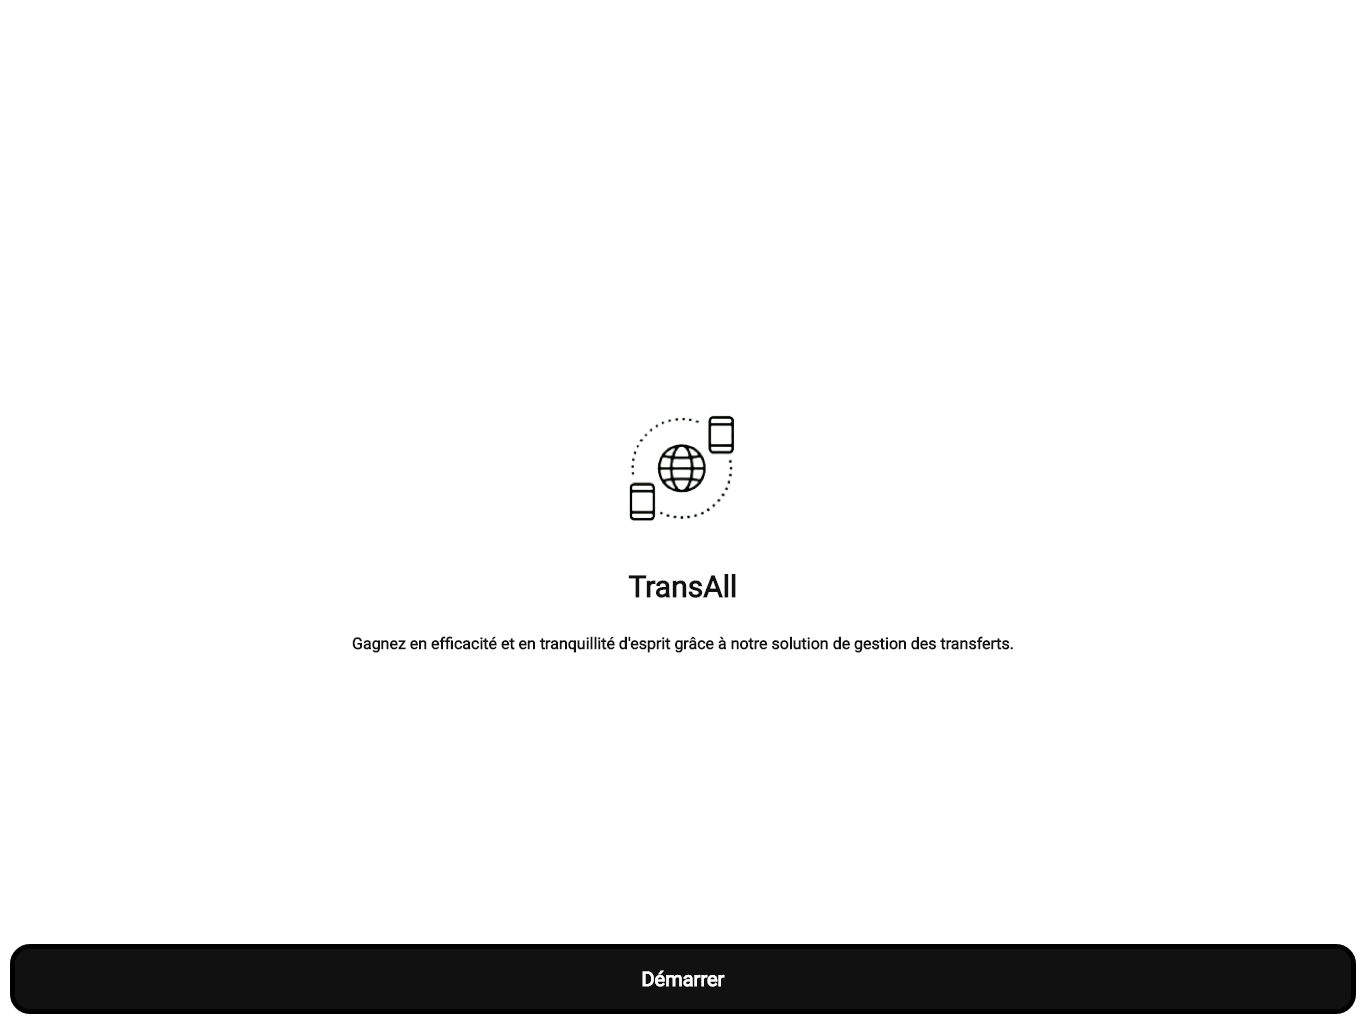 TransAll
Gagnez en efficacité et en tranquillité d'esprit grâce à notre solution de gestion des transferts.
Démarrer